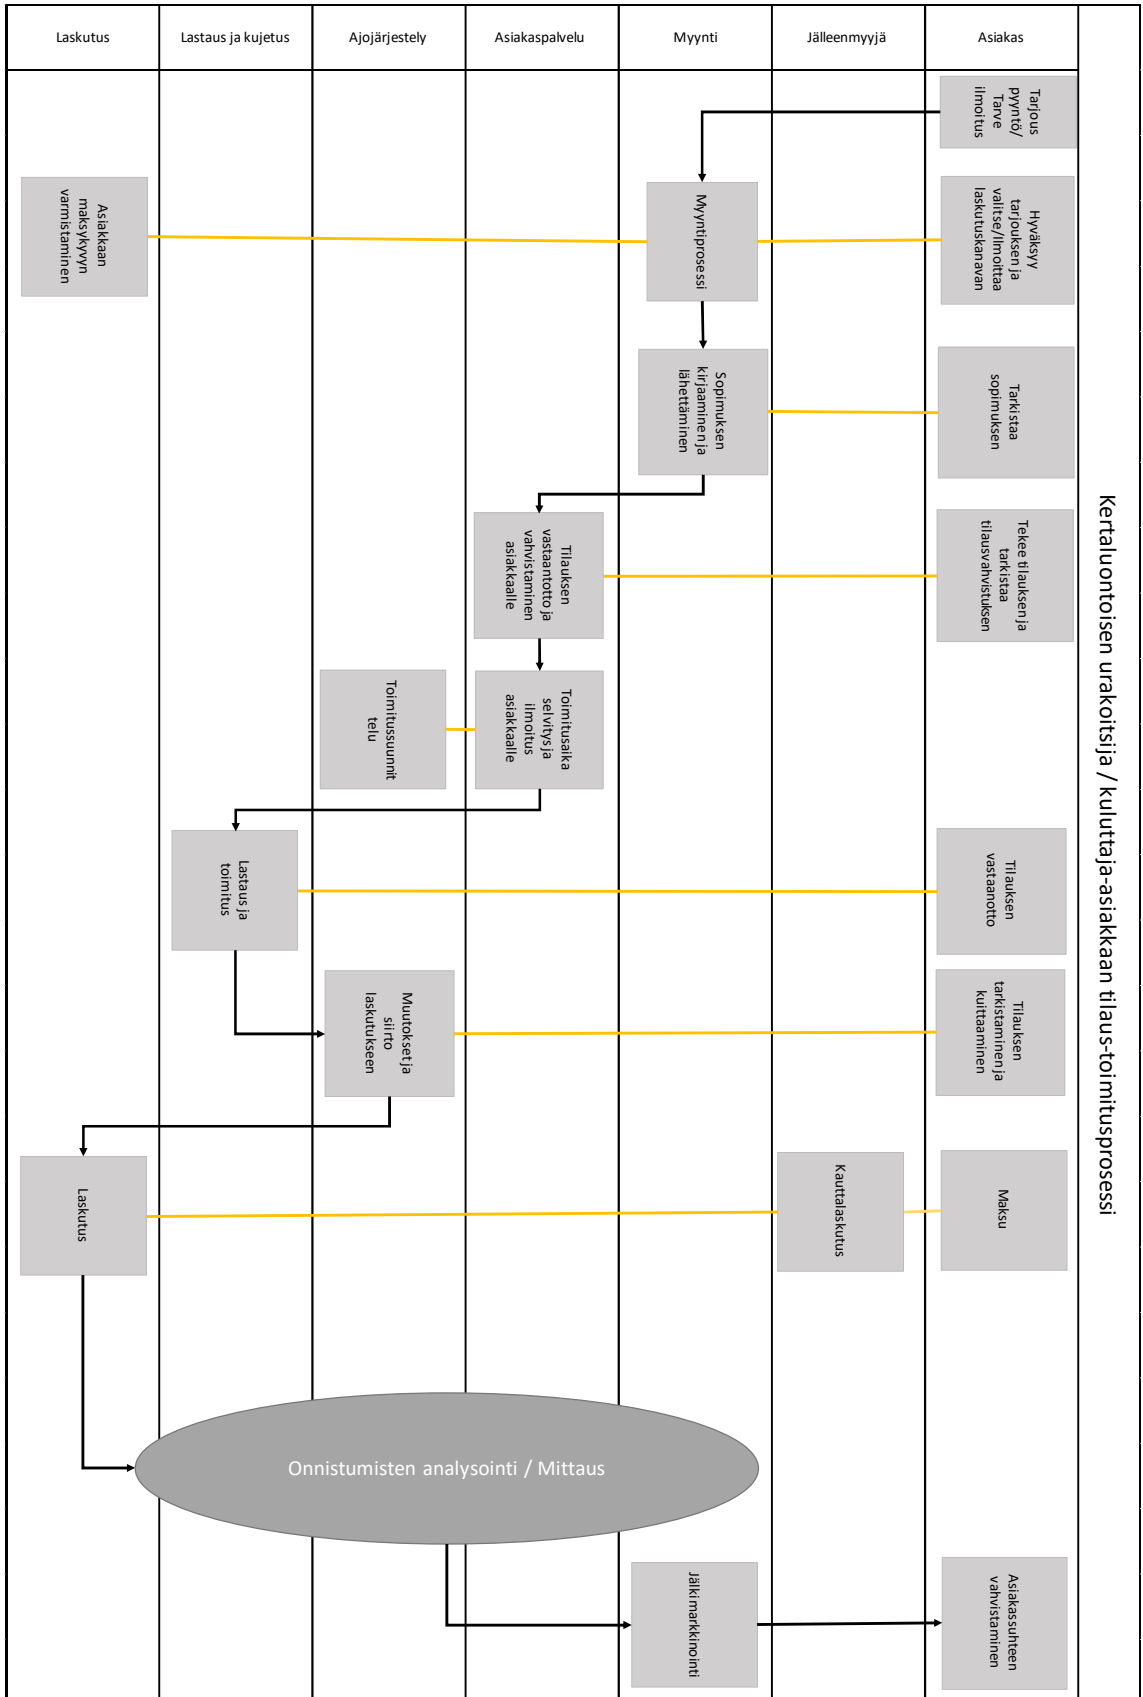 Kertaluontoisen urakoitsija / kuluttaja-asiakkaan tilaus-toimitusprosessi
Laskutus
Lastaus ja kujetus
Ajojärjestely
Asiakaspalvelu
Myynti
Jälleenmyyjä
Asiakas
Tarjous
pyyntö/
Tarve
ilmoitus
Asiakkaan
maksykyvyn
varmistaminen
Myyntiprosessi
Hyväksyy
tarjouksen ja
valitse/Ilmoittaa
laskutuskanavan
Sopimuksen
kirjaaminen ja
lähettäminen
Tarkistaa
sopimuksen
Tilauksen
vastaantotto ja
vahvistaminen
asiakkaalle
Tekee tilauksen ja
tarkistaa
tilausvahvistuksen
Toimitussuunnit
telu
Toimitusaika
selvitys ja
ilmoitus
asiakkaalle
Lastaus ja
toimitus
Tilauksen
vastaanotto
Muutokset ja
siirto
laskutukseen
Tilauksen
tarkistaminen ja
kuittaaminen
Laskutus
Kauttalaskutus
Maksu
Onnistumisten analysointi / Mittaus
Jälkimarkkinointi
Asiakassuhteen
vahvistaminen